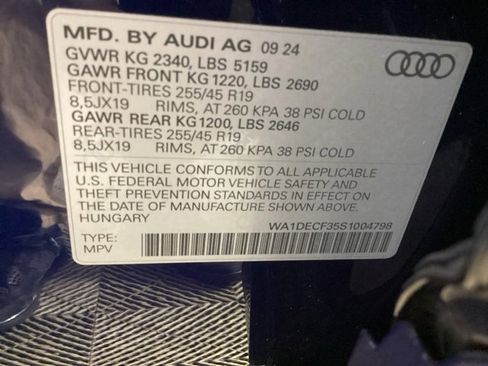 MFD. BY AUDI AG 09 24
GVWR KG 2340, LBS 5159
GAWR FRONT KG1220, LBS 2690
FRONT-TIRES 255/45 R19
8,5JX19 RIMS, AT 260 KPA 38 PSI COLD
GAWR REAR KG1200, LBS 2646
REAR-TIRES 255/45 R19
8,5JX19 RIMS, AT 260 KPA 38 PSI COLD
THIS VEHICLE CONFORMS TO ALL APPLICABLE
U.S. FEDERAL MOTOR VEHICLE SAFETY AND
THEFT PREVENTION STANDARDS IN EFFECT ON
THE DATE OF MANUFACTURE SHOWN ABOVE.
HUNGARY
WA1DECF35S1004798
TYPE:
MPV